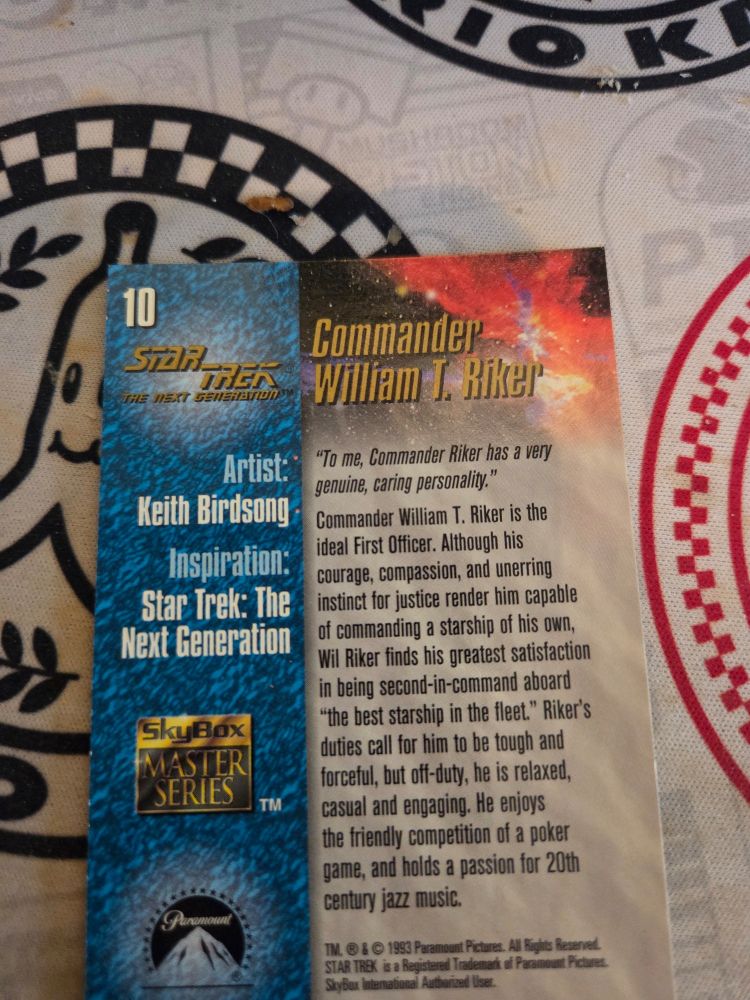 RIO K
10
STAR TREK
THE NEXT GENERATION
Artist:
Keith Birdsong
Inspiration:
Star Trek: The
Next Generation
SkyBox
MASTER
SERIES
TM
Paramount
Commander
William T. Riker
“To me, Commander Riker has a very
genuine, caring personality.”
Commander William T. Riker is the
ideal First Officer. Although his
courage, compassion, and unerring
instinct for justice render him capable
of commanding a starship of his own,
Wil Riker finds his greatest satisfaction
in being second-in-command aboard
“the best starship in the fleet.” Riker's
duties call for him to be tough and
forceful, but off-duty, he is relaxed,
casual and engaging. He enjoys
the friendly competition of a poker
game, and holds a passion for 20th
century jazz music.
TM, ® & © 1993 Paramount Pictures. All Rights Reserved.
STAR TREK is a Registered Trademark of Paramount Pictures.
SkyBox International Authorized User.